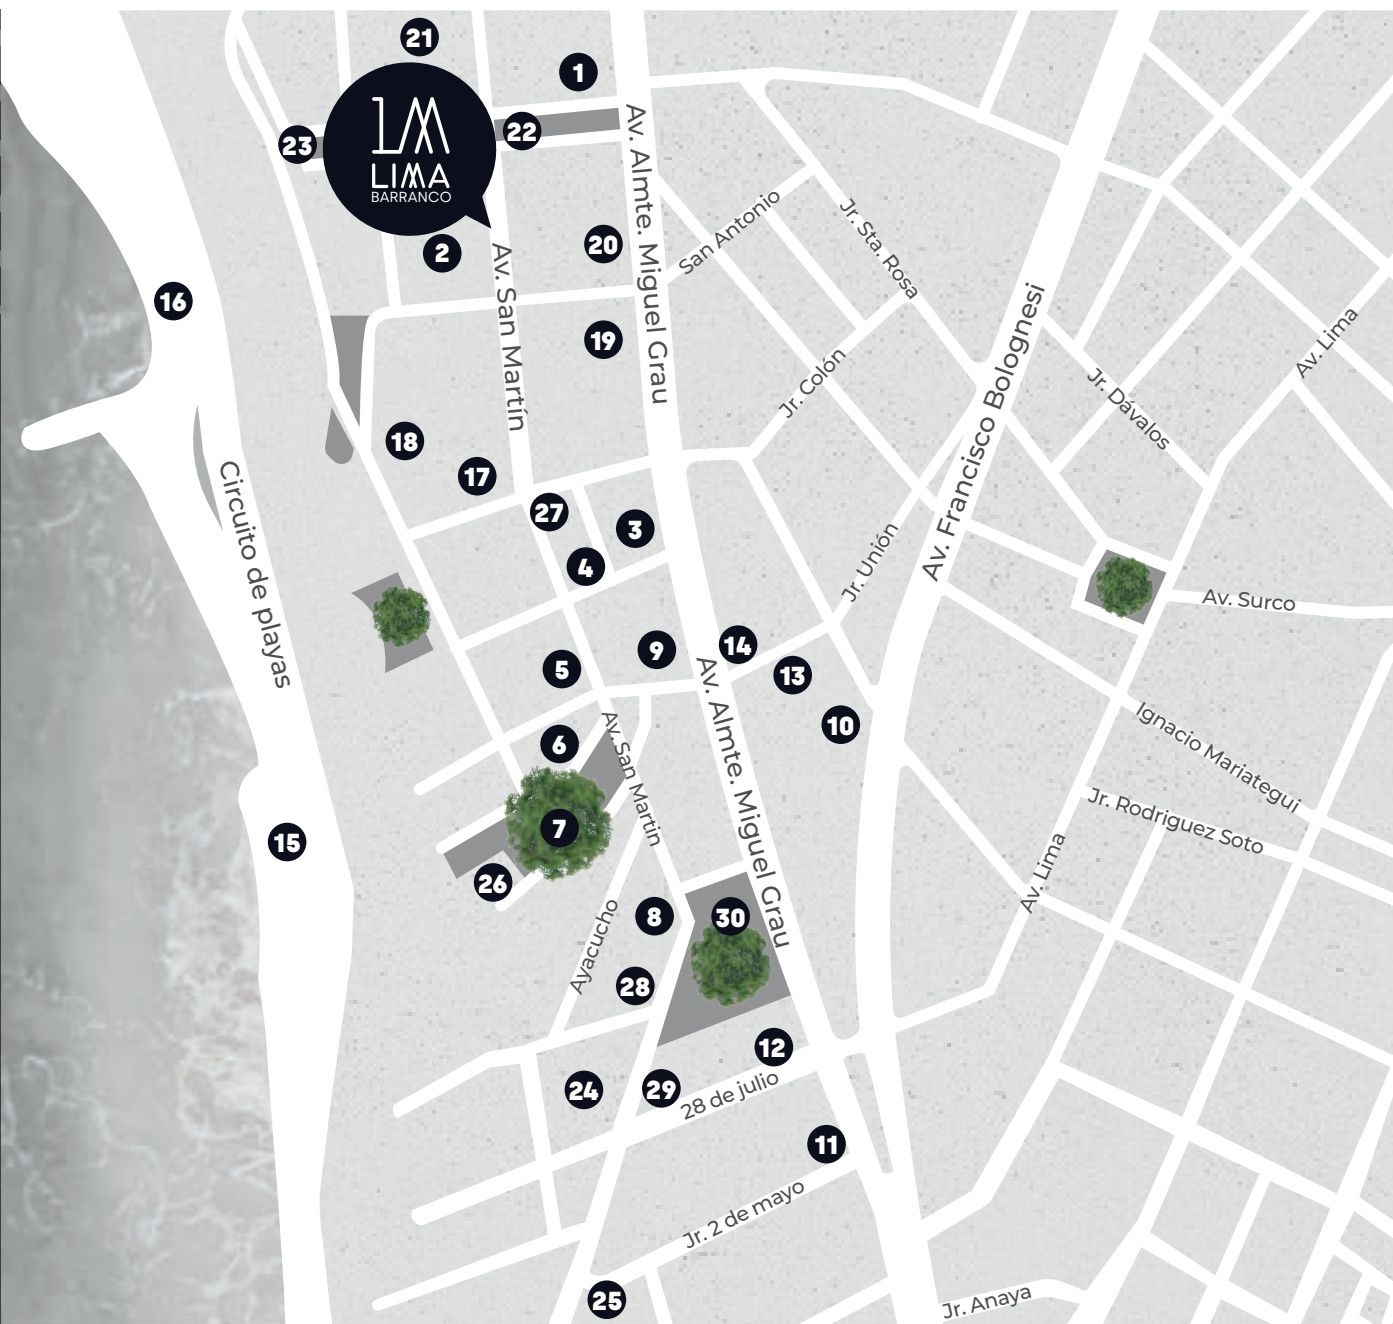 21
1
1M
LIMA
BARRANCO
23
22
Av. Almte. Miguel Grau
2
20
San Antonio
Jr. Sta. Rosa
16
Av. San Martín
19
Av. Francisco Bolognesi
Av. Lima
Jr. Colón
Jr. Dávalos
18
17
Circuito de playas
27
3
4
Jr. Unión
Av. Surco
5
9
14
13
10
Av. Almte. Miguel Grau
6
Av. San Martin
Ignacio Mariategui
7
Jr. Rodriguez Soto
15
26
Av. Lima
8
30
Ayacucho
28
12
24
29
28 de julio
11
Jr. 2 de mayo
25
Jr. Anaya